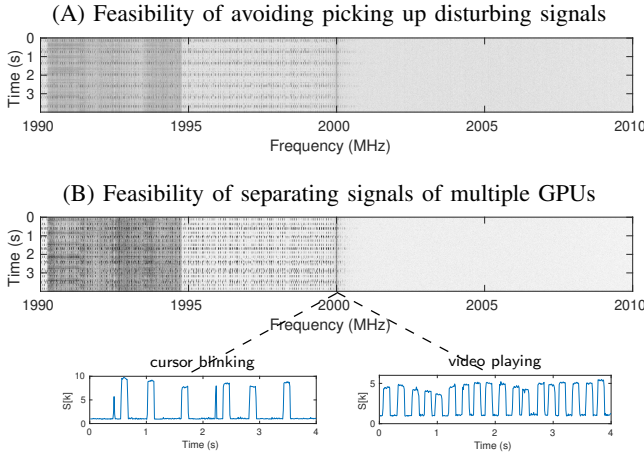 (A) Feasibility of avoiding picking up disturbing signals
Time (s)
0
1
2
3
1990
1995
2000
2005
2010
Frequency (MHz)
(B) Feasibility of separating signals of multiple GPUs
Time (s)
0
1
2
3
1990
1995
2000
2005
2010
Frequency (MHz)
cursor blinking
S[k]
10
5
0
0
1
2
3
4
Time (s)
video playing
S[k]
5
0
0
1
2
3
4
Time (s)